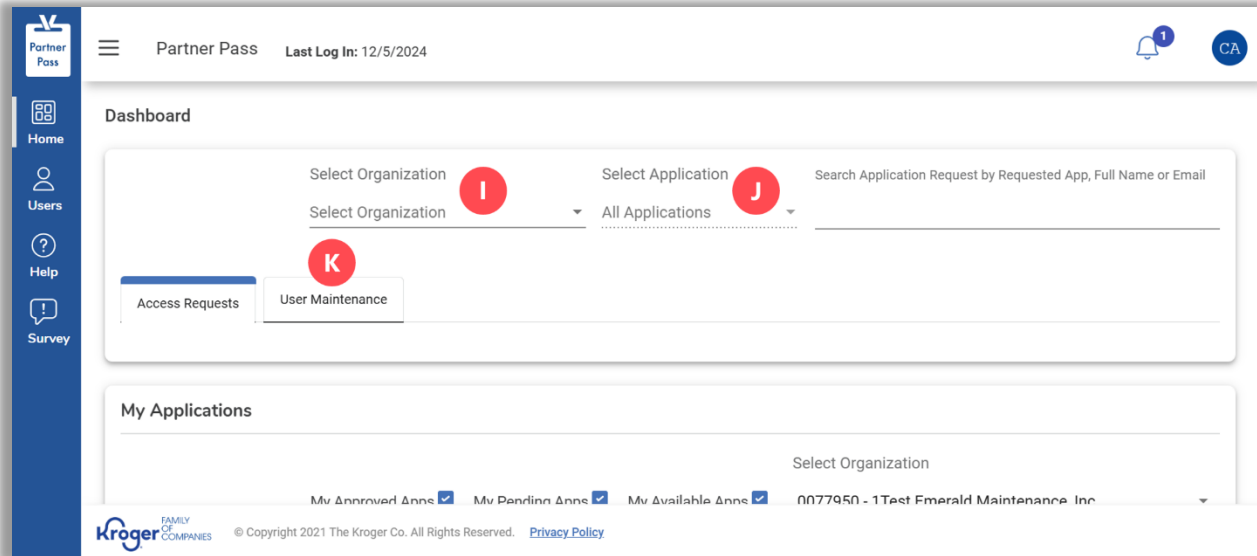 Partner
Pass
Partner Pass Last Log In: 12/5/2024
1
CA
Home
Users
Help
Survey
Dashboard
Select Organization I Select Application J Search Application Request by Requested App, Full Name or Email
Select Organization All Applications
K
Access Requests User Maintenance
My Applications
Select Organization
My Approved Apps My Pending Apps My Available Apps 0077950 - 1Test Emerald Maintenance, Inc
Kroger FAMILY OF COMPANIES © Copyright 2021 The Kroger Co. All Rights Reserved. Privacy Policy